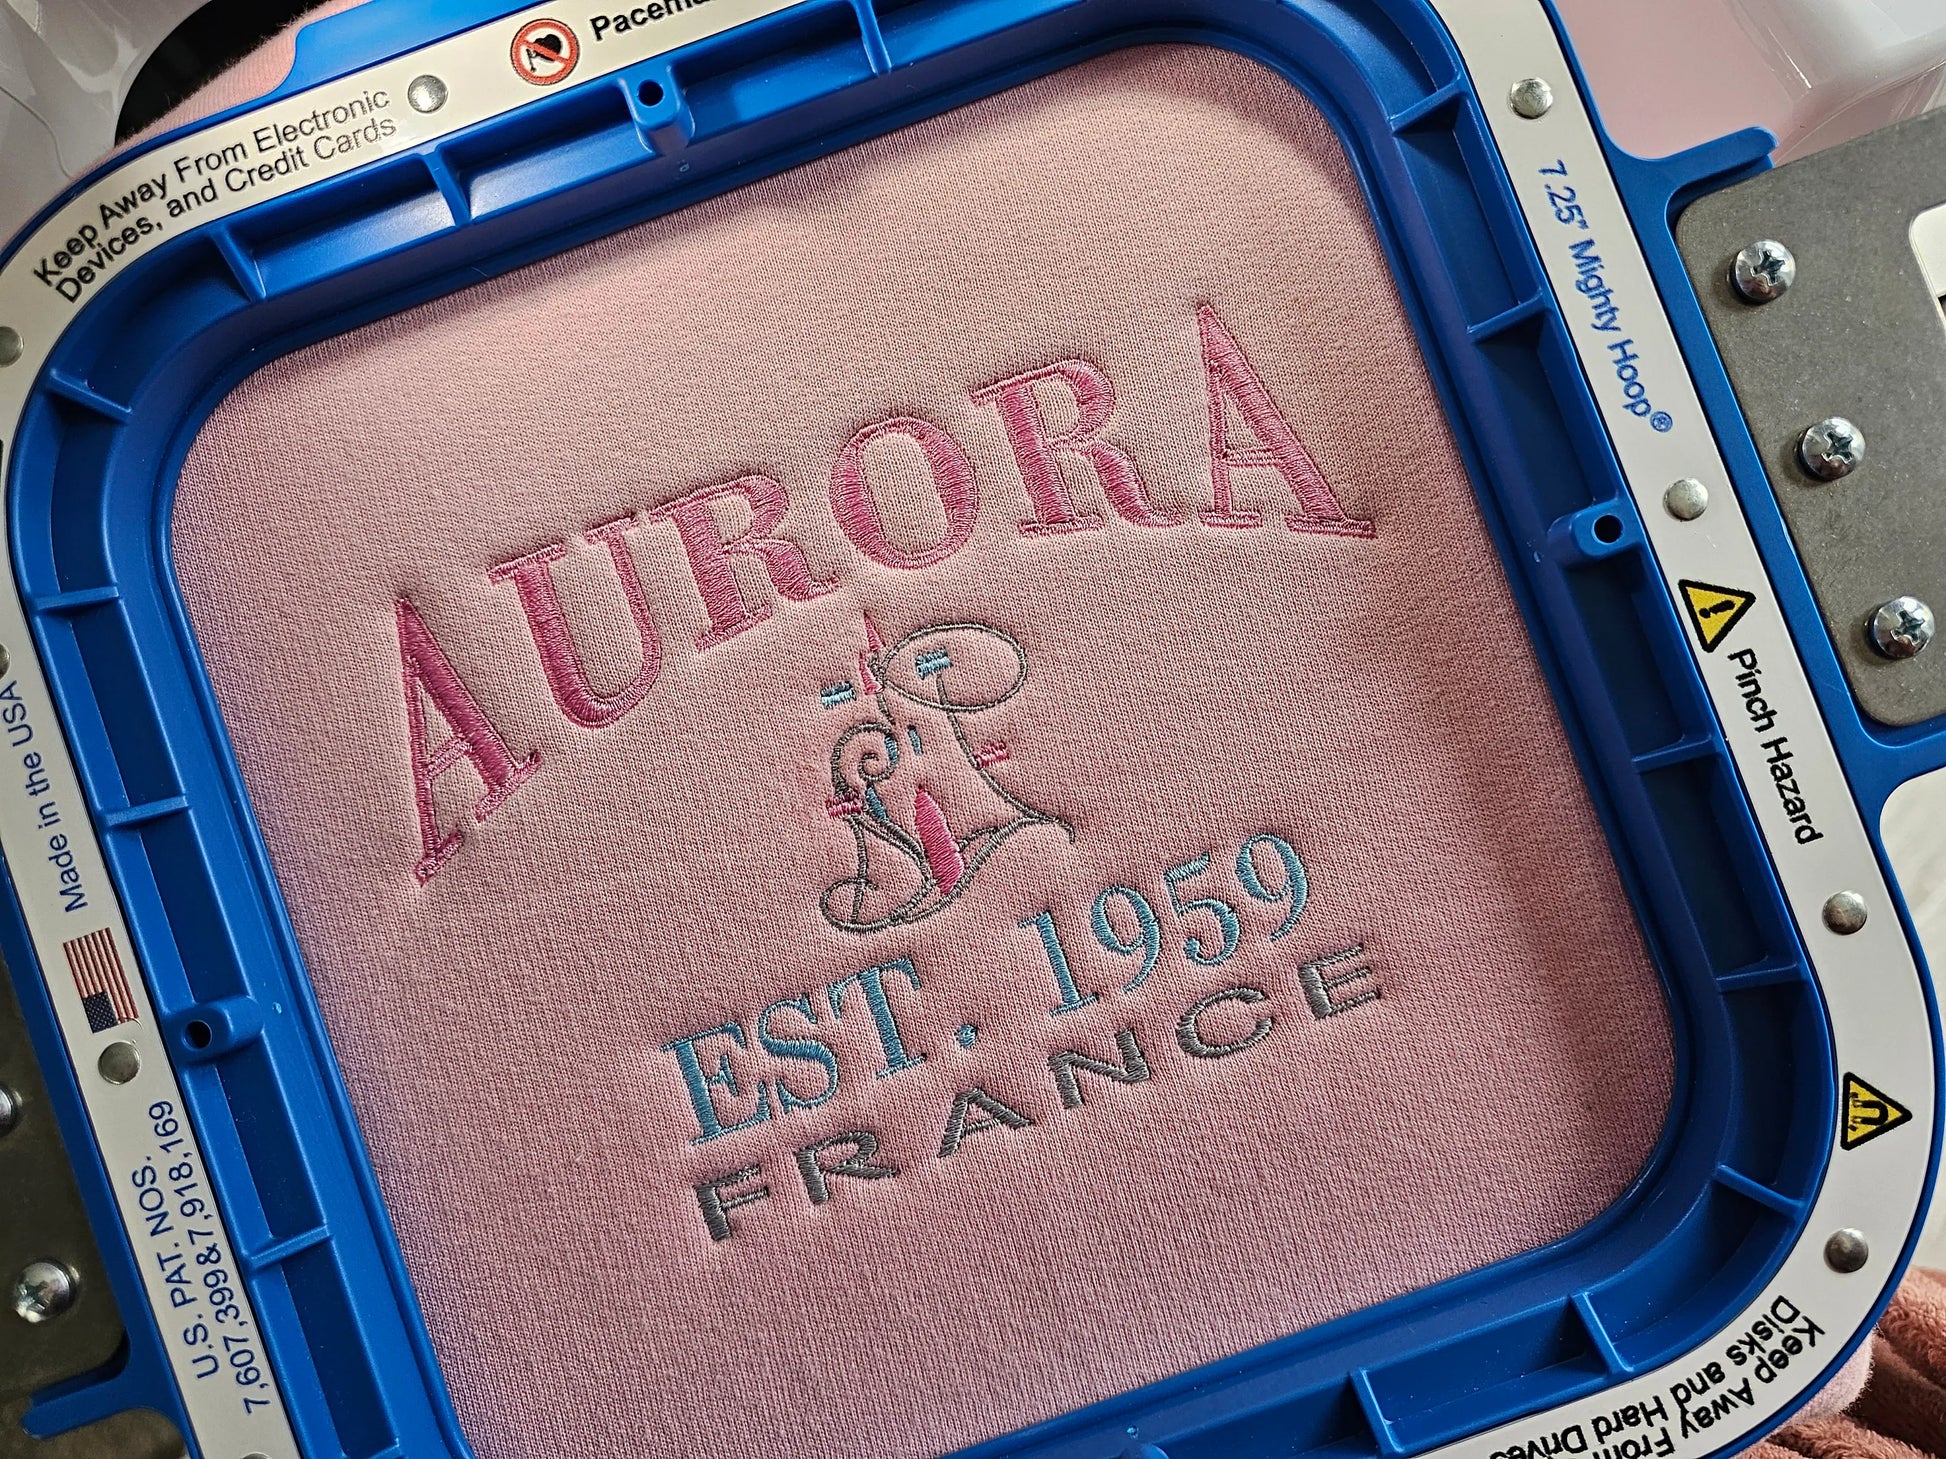 Keep Away From Electronic
Devices, and Credit Cards
Pacema
7.25" Mighty Hoop®
Pinch Hazard
AURORA
EST. 1959
FRANCE
Made in the USA
U.S. PAT. NOS.
7,607,399&7,918,169
Keep Away From
Disks and Hard Drives